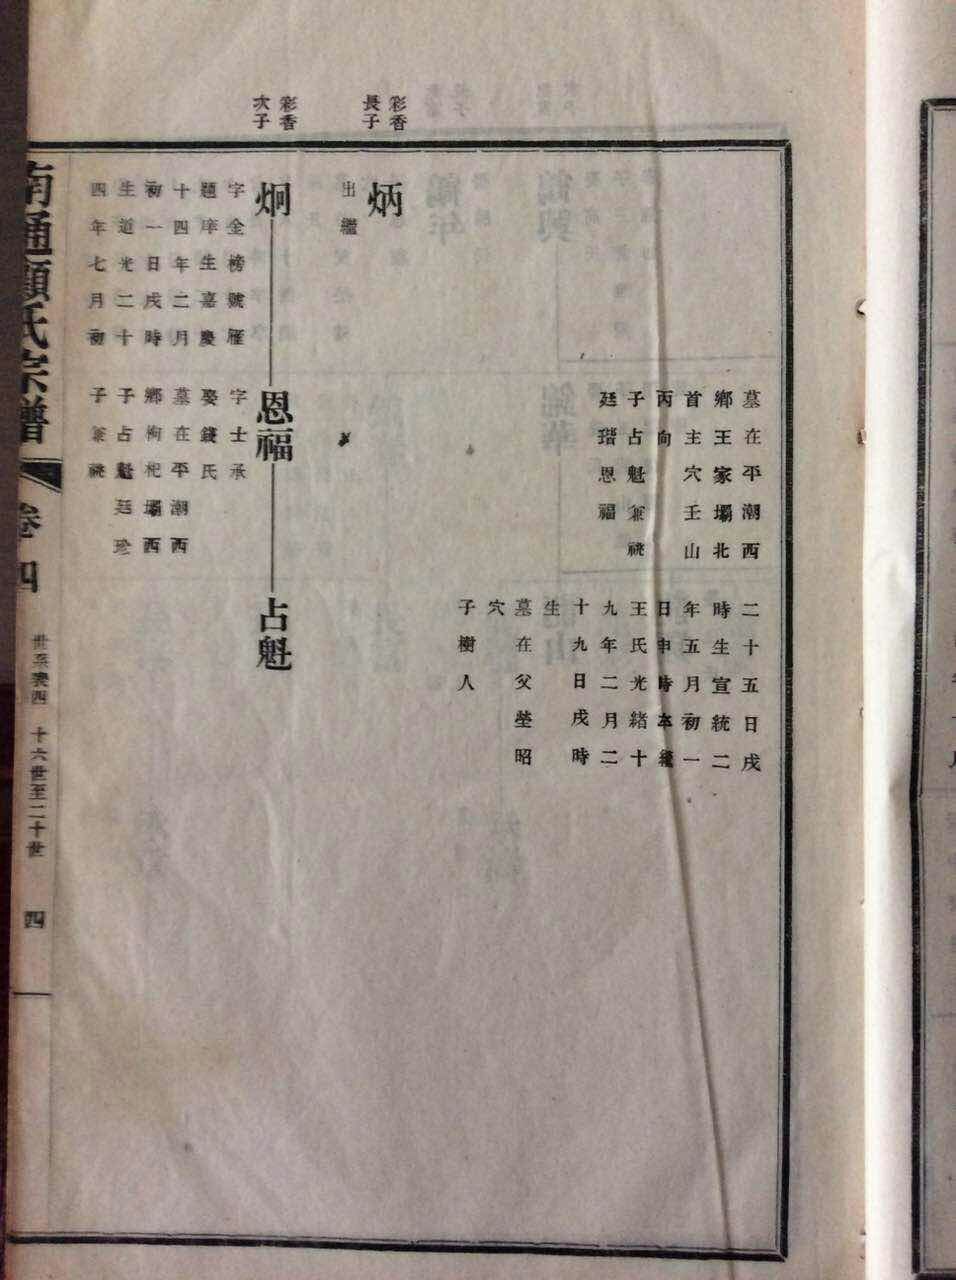 墓在平潮西
鄉王家壩北
首主穴壬山
丙向
子占魁兼祧
廷瑨恩福
二十五日戌
時生宣統二
年五月初一
日申時卒繼
王氏光緒十
九年二月二
十九日戌時
生
墓在父塋昭
穴
子樹人
彩香
長子
炳
出繼
彩香
次子
炯
字金榜號雁
題庠生嘉慶
十四年二月
初一日戌時
生道光二十
四年七月初
恩福
字士承
娶錢氏
墓在平潮西
鄉枸杞壩西
子占魁廷珍
子兼祧
占魁
南通顧氏宗譜
卷四
世系表四 十六世至二十世
四